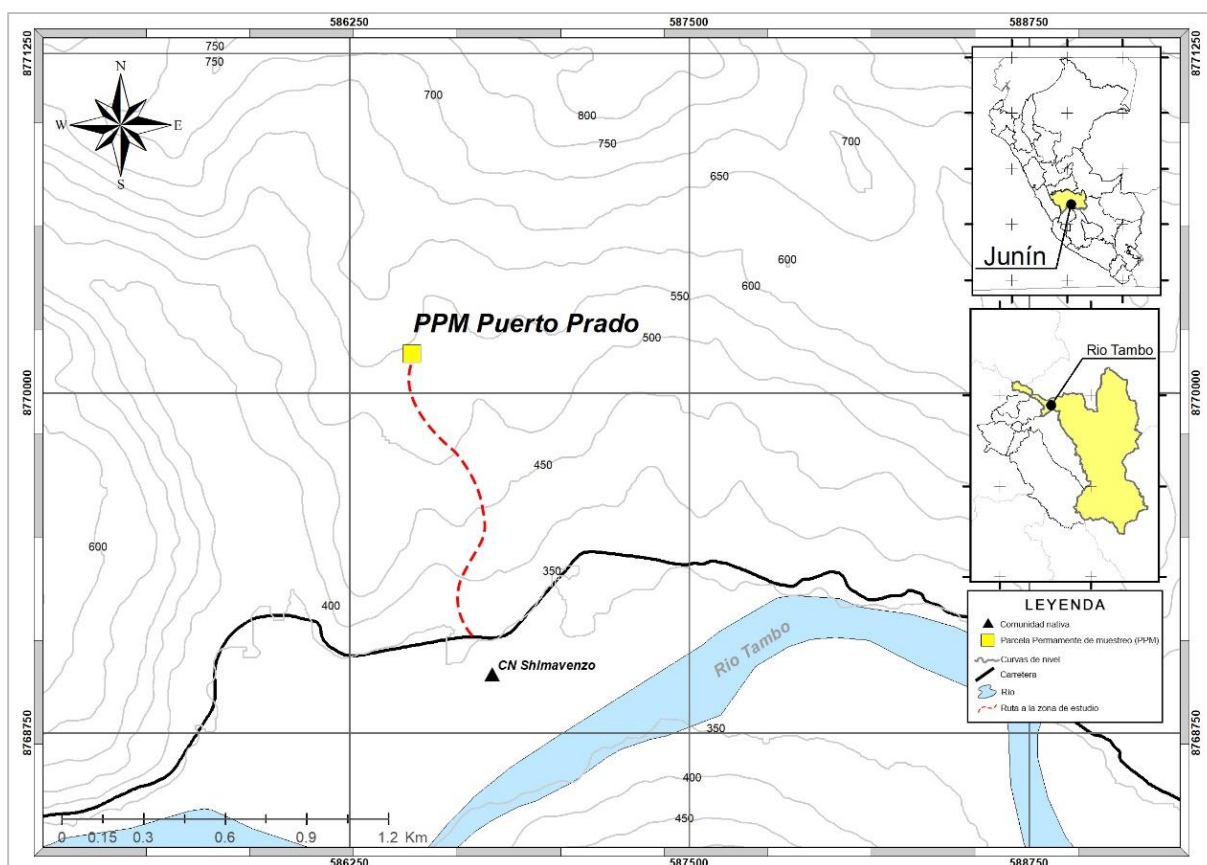 586250
587500
588750
8771250
8771250
750
750
N
W
E
S
700
800
750
700
650
Junín
600
600
550
PPM Puerto Prado
500
Rio Tambo
8770000
8770000
450
600
350
400
LEYENDA
Comunidad nativa
Parcela Permamente de muestreo (PPM)
Curvas de nivel
Carretera
Río
Ruta a la zona de estudio
Rio Tambo
CN Shimavenzo
8768750
8768750
350
400
450
0 0.15 0.3 0.6 0.9 1.2 Km
586250
587500
588750